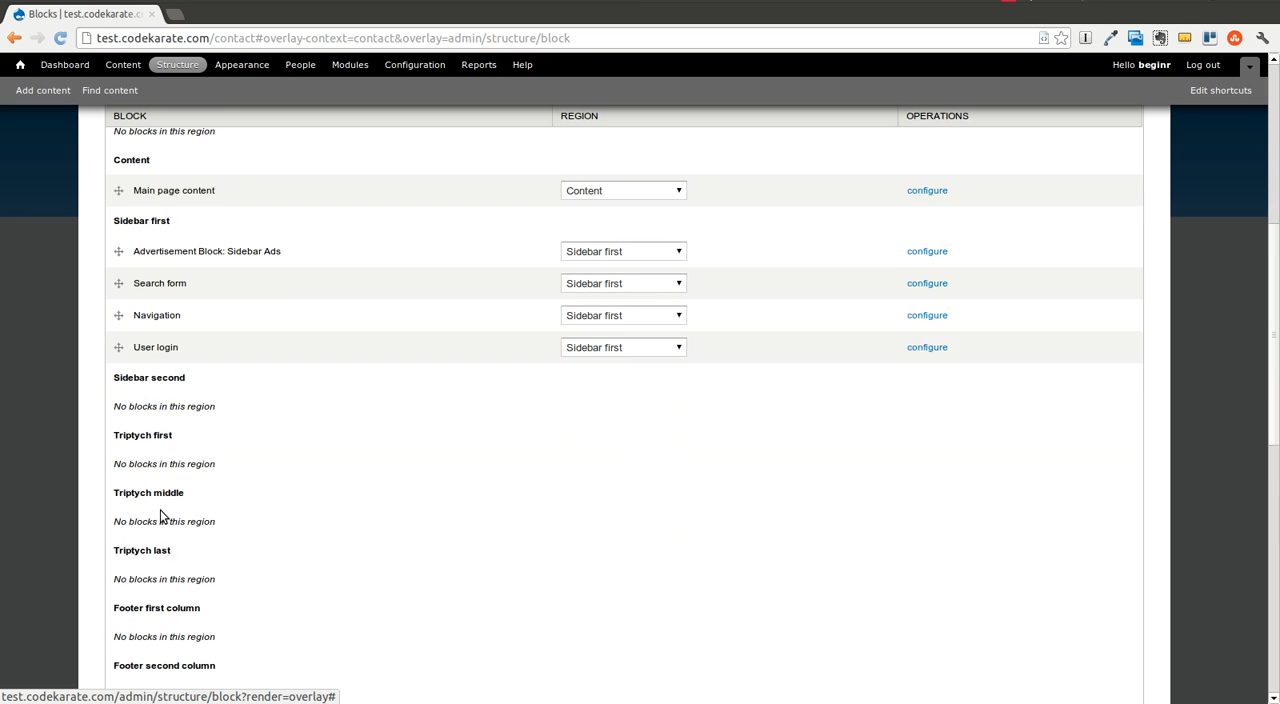 Blocks | test.codekarate.c
test.codekarate.com/contact#overlay-context=contact&overlay=admin/structure/block
Dashboard Content Structure Appearance People Modules Configuration Reports Help Hello beginr Log out
Add content Find content Edit shortcuts
BLOCK REGION OPERATIONS
No blocks in this region
Content
Main page content Content configure
Sidebar first
Advertisement Block: Sidebar Ads Sidebar first configure
Search form Sidebar first configure
Navigation Sidebar first configure
User login Sidebar first configure
Sidebar second
No blocks in this region
Triptych first
No blocks in this region
Triptych middle
No blocks in this region
Triptych last
No blocks in this region
Footer first column
No blocks in this region
Footer second column
test.codekarate.com/admin/structure/block?render=overlay#